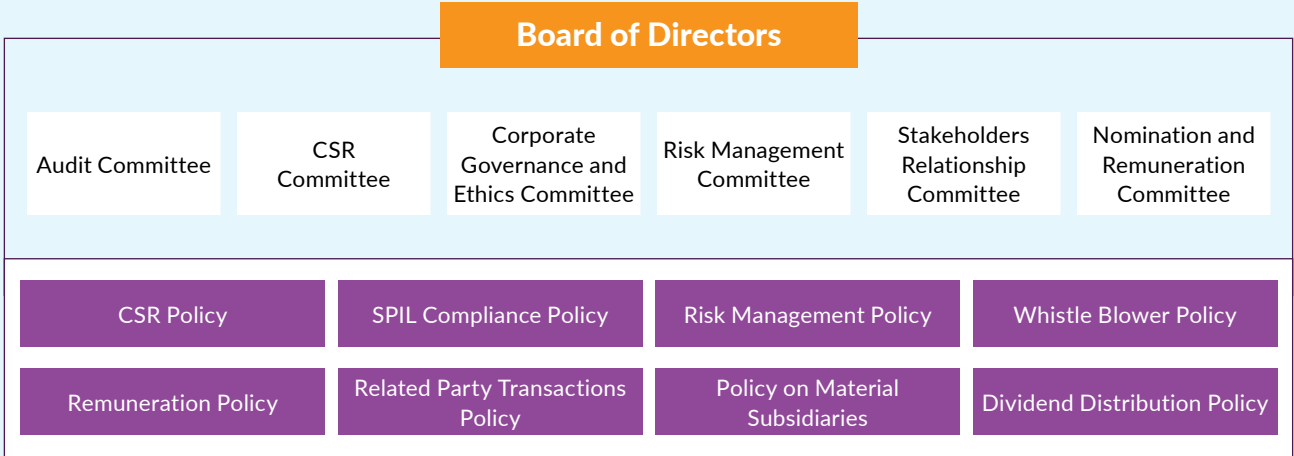 Board of Directors
Audit Committee
CSR
Committee
Corporate
Governance and
Ethics Committee
Risk Management
Committee
Stakeholders
Relationship
Committee
Nomination and
Remuneration
Committee
CSR Policy
SPIL Compliance Policy
Risk Management Policy
Whistle Blower Policy
Remuneration Policy
Related Party Transactions
Policy
Policy on Material
Subsidiaries
Dividend Distribution Policy